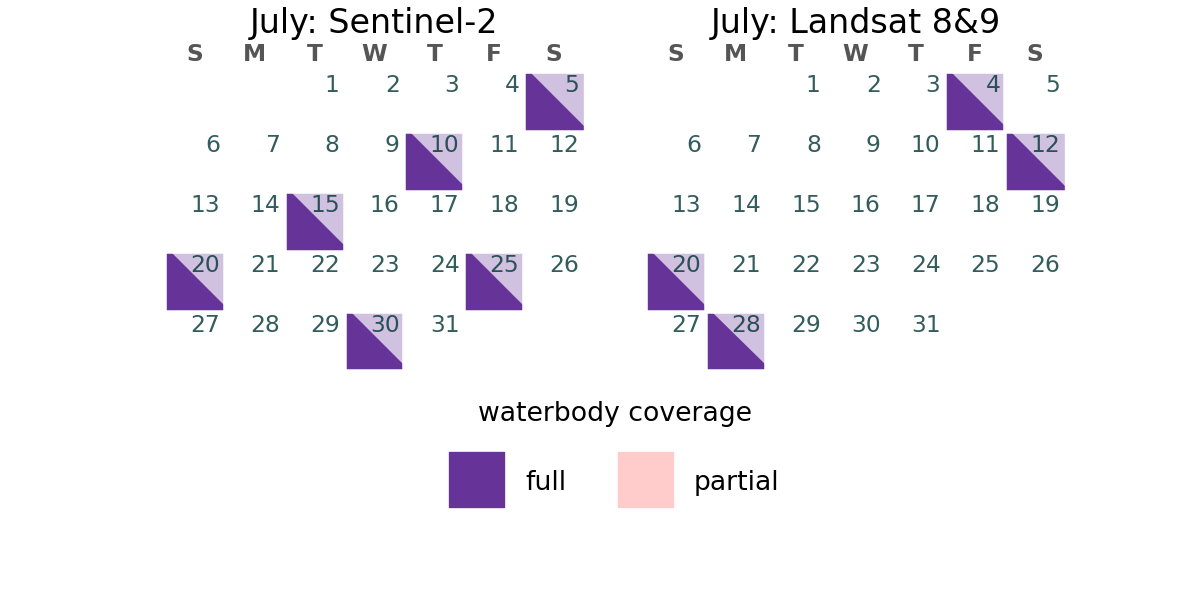 July: Sentinel-2
S M T W T F S
1 2 3 4 5
6 7 8 9 10 11 12
13 14 15 16 17 18 19
20 21 22 23 24 25 26
27 28 29 30 31
July: Landsat 8&9
S M T W T F S
1 2 3 4 5
6 7 8 9 10 11 12
13 14 15 16 17 18 19
20 21 22 23 24 25 26
27 28 29 30 31
waterbody coverage
full partial